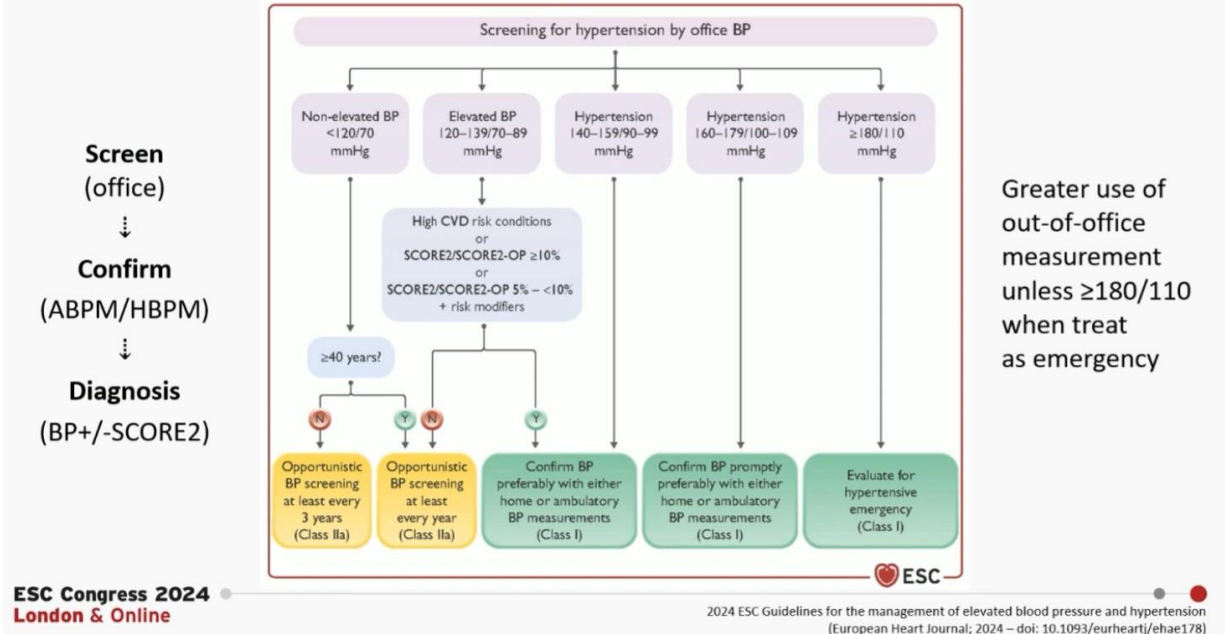 Screening for hypertension by office BP
Non-elevated BP
<120/70
mmHg
Elevated BP
120–139/70–89
mmHg
Hypertension
140–159/90–99
mmHg
Hypertension
160–179/100–109
mmHg
Hypertension
≥180/110
mmHg
Screen
(office)
Confirm
(ABPM/HBPM)
Diagnosis
(BP+/-SCORE2)
High CVD risk conditions
or
SCORE2/SCORE2-OP ≥10%
or
SCORE2/SCORE2-OP 5% – <10%
+ risk modifiers
≥40 years?
N
Y
N
Y
Opportunistic
BP screening
at least every
3 years
(Class IIa)
Opportunistic
BP screening
at least
every year
(Class IIa)
Confirm BP
preferably with either
home or ambulatory
BP measurements
(Class I)
Confirm BP promptly
preferably with either
home or ambulatory
BP measurements
(Class I)
Evaluate for
hypertensive
emergency
(Class I)
Greater use of
out-of-office
measurement
unless ≥180/110
when treat
as emergency
ESC
ESC Congress 2024
London & Online
2024 ESC Guidelines for the management of elevated blood pressure and hypertension
(European Heart Journal; 2024 – doi: 10.1093/eurheartj/ehae178)